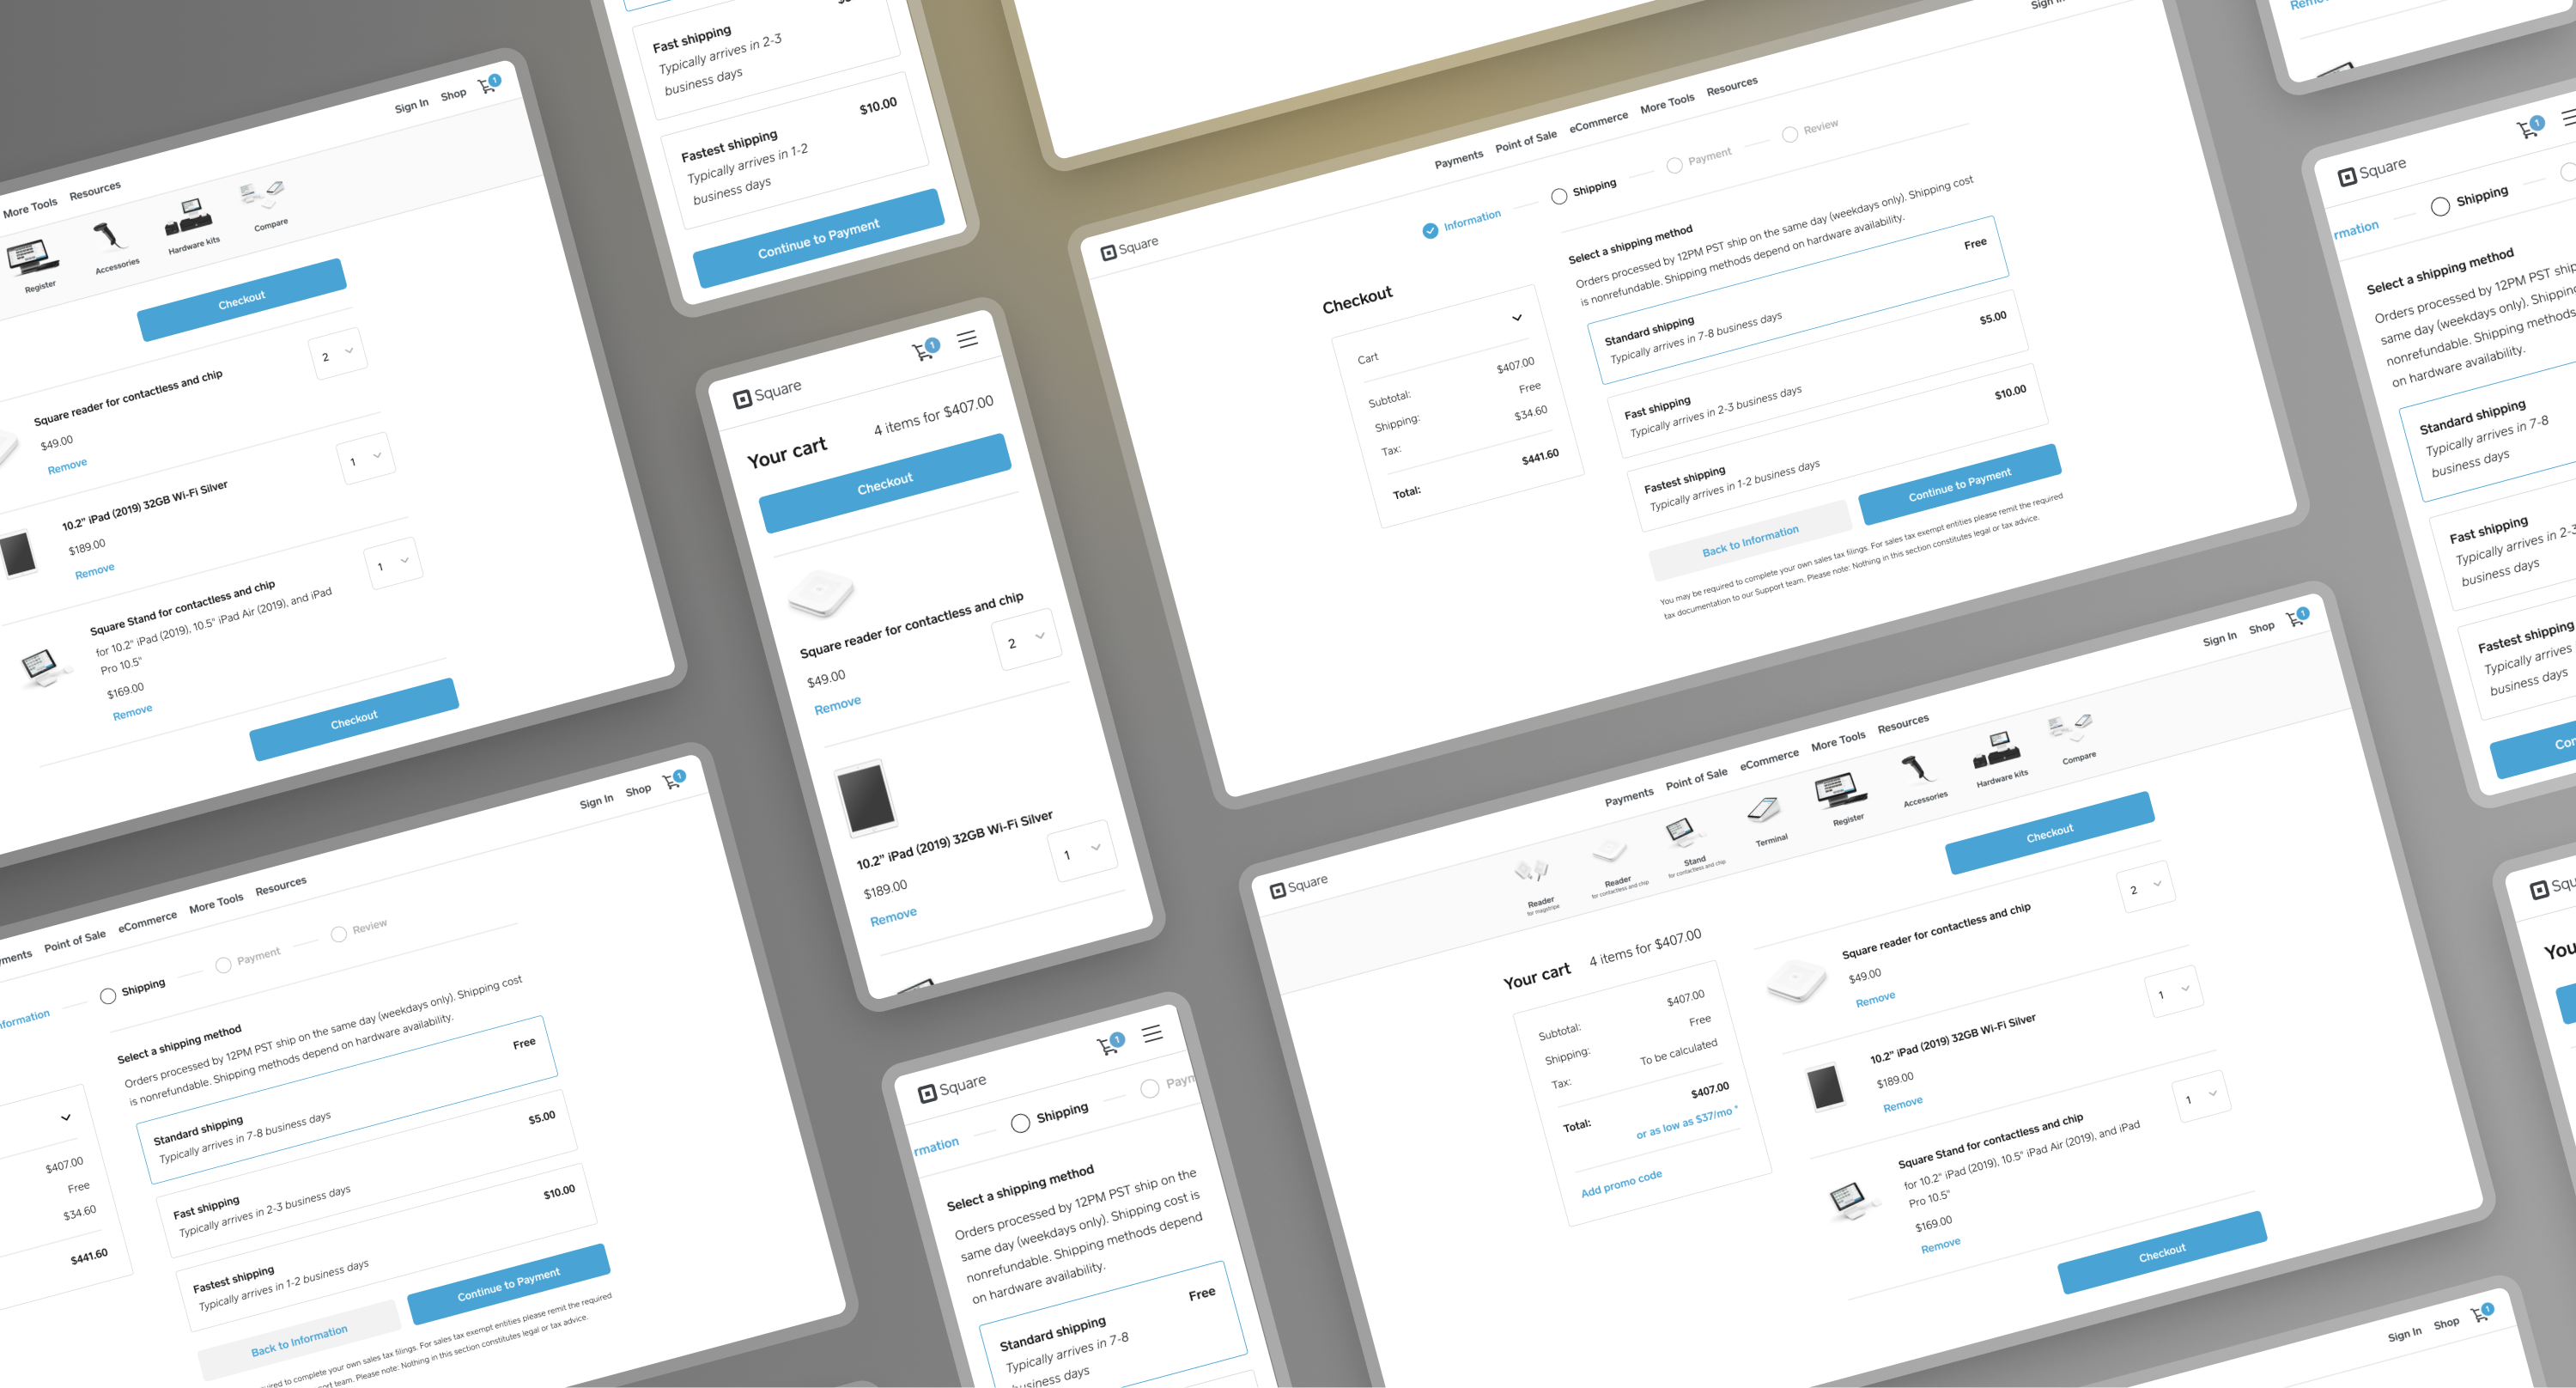 Sign In Shop 1
More Tools Resources
Register
Accessories
Hardware kits
Compare
Checkout
Square reader for contactless and chip
2
$49.00
Remove
10.2" iPad (2019) 32GB Wi-Fi Silver
1
$189.00
Remove
Square Stand for contactless and chip
1
for 10.2" iPad (2019), 10.5" iPad Air (2019), and iPad
Pro 10.5"
$169.00
Remove
Checkout
Fast shipping
Typically arrives in 2-3
business days
Fastest shipping
$10.00
Typically arrives in 1-2
business days
Continue to Payment
Square
1
Your cart
4 items for $407.00
Checkout
Square reader for contactless and chip
$49.00
2
Remove
10.2" iPad (2019) 32GB Wi-Fi Silver
$189.00
1
Remove
Square
Payments Point of Sale eCommerce More Tools Resources
Sign In
Information
Shipping
Payment
Review
Checkout
Cart
Subtotal: $407.00
Shipping: Free
Tax: $34.60
Total: $441.60
Select a shipping method
Orders processed by 12PM PST ship on the same day (weekdays only). Shipping cost
is nonrefundable. Shipping methods depend on hardware availability.
Standard shipping
Free
Typically arrives in 7-8 business days
Fast shipping
$5.00
Typically arrives in 2-3 business days
Fastest shipping
$10.00
Typically arrives in 1-2 business days
Back to Information
Continue to Payment
You may be required to complete your own sales tax filings. For sales tax exempt entities please remit the required
tax documentation to our Support team. Please note: Nothing in this section constitutes legal or tax advice.
Square
1
Shipping
Select a shipping method
Orders processed by 12PM PST ship
same day (weekdays only).
nonrefundable. Shipping methods
on hardware availability.
Standard shipping
Typically arrives in 7-8
business days
Fast shipping
Typically arrives in 2-3
business days
Fastest shipping
Typically arrives
business days
Sign In Shop 1
Point of Sale eCommerce More Tools Resources
Shipping
Payment
Review
Select a shipping method
Orders processed by 12PM PST ship on the same day (weekdays only). Shipping cost
is nonrefundable. Shipping methods depend on hardware availability.
Standard shipping
Free
Typically arrives in 7-8 business days
Fast shipping
$5.00
Typically arrives in 2-3 business days
Fastest shipping
$10.00
Typically arrives in 1-2 business days
Back to Information
Continue to Payment
$407.00
Free
$34.60
$441.60
to complete your own sales tax filings. For sales tax exempt entities please remit the required
team. Please note: Nothing in this section constitutes legal or tax advice.
Square
1
Shipping
Select a shipping method
Orders processed by 12PM PST ship on the
same day (weekdays only). Shipping cost is
nonrefundable. Shipping methods depend
on hardware availability.
Standard shipping
Free
Typically arrives in 7-8
business days
Square
Payments Point of Sale eCommerce More Tools Resources
Sign In Shop 1
Reader
for magstripe
Reader
for contactless and chip
Stand
for contactless and chip
Terminal
Register
Accessories
Hardware kits
Compare
Your cart 4 items for $407.00
Checkout
Subtotal: $407.00
Shipping: Free
Tax: To be calculated
Total: $407.00
or as low as $37/mo *
Add promo code
Square reader for contactless and chip
2
$49.00
Remove
10.2" iPad (2019) 32GB Wi-Fi Silver
1
$189.00
Remove
Square Stand for contactless and chip
1
for 10.2" iPad (2019), 10.5" iPad Air (2019), and iPad
Pro 10.5"
$169.00
Remove
Checkout
Sign In Shop 1